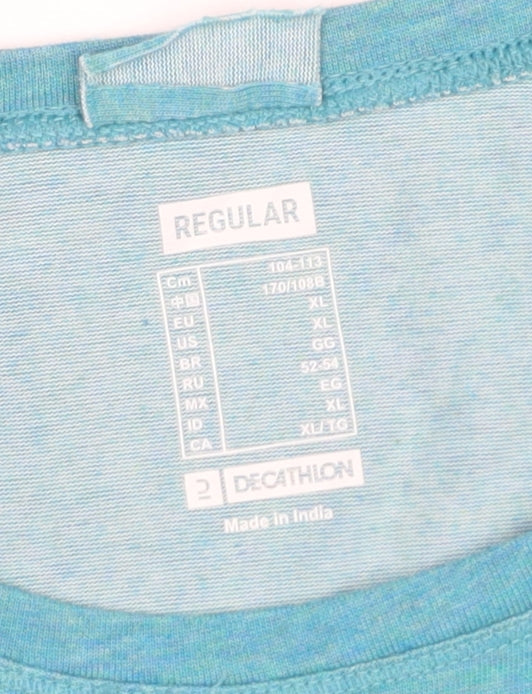 REGULAR
Cm 104-113
中国 170/108B
EU XL
US XL
BR GG
RU 52-54
MX EG
ID XL
CA XL/TG
DECATHLON
Made in India